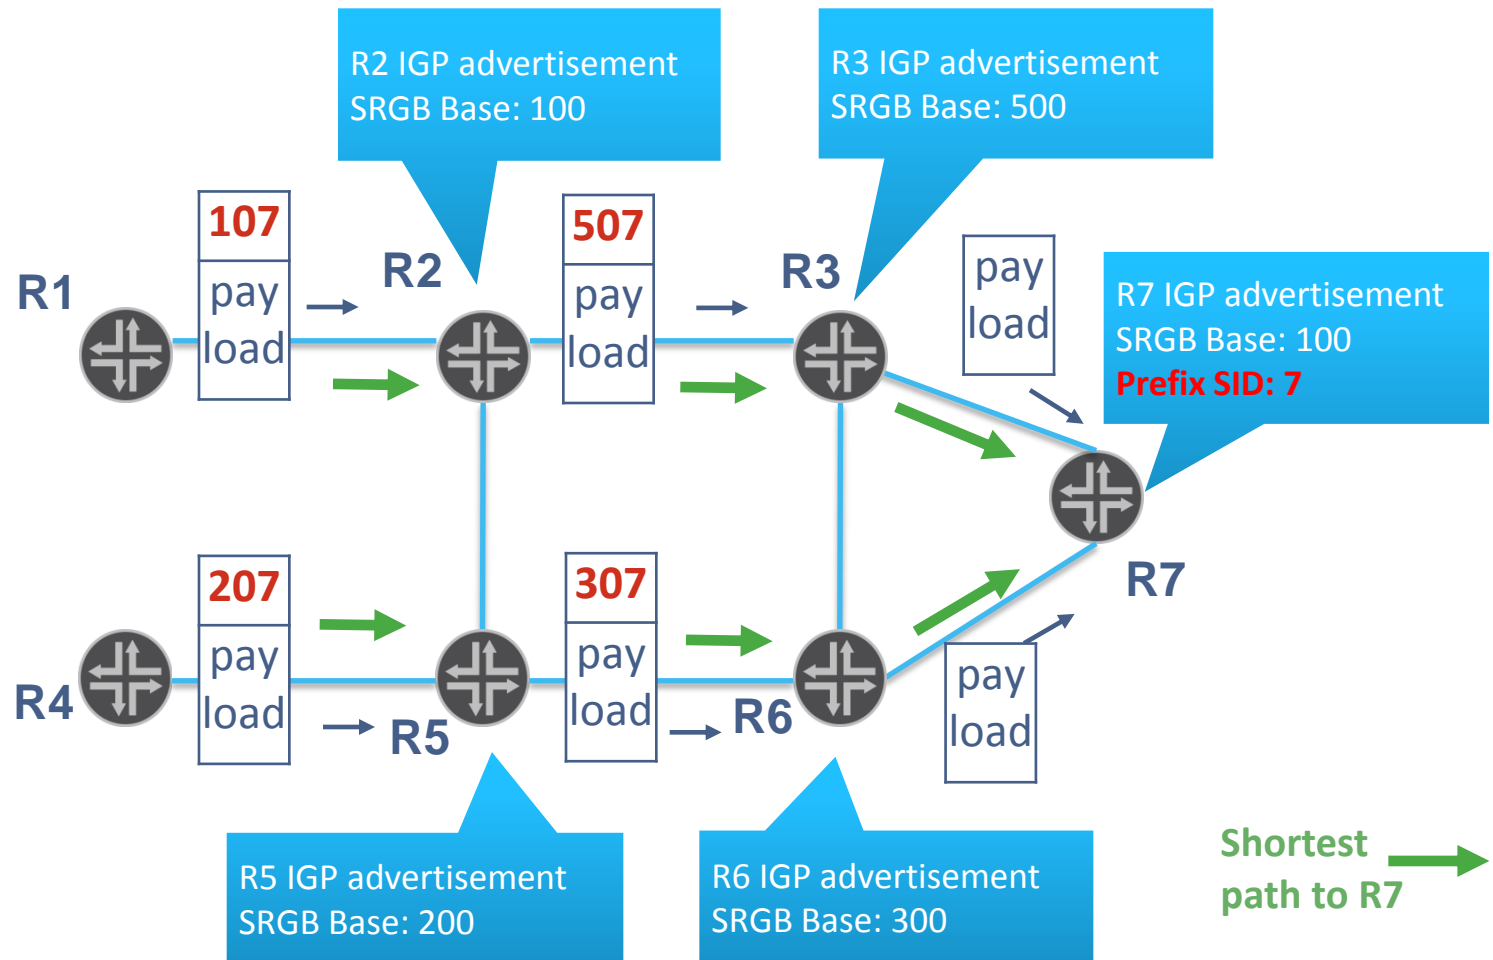 R2 IGP advertisement
SRGB Base: 100
R3 IGP advertisement
SRGB Base: 500
R1
107
pay
load
R2
507
pay
load
R3
pay
load
R7 IGP advertisement
SRGB Base: 100
Prefix SID: 7
R7
R4
207
pay
load
R5
307
pay
load
R6
pay
load
R5 IGP advertisement
SRGB Base: 200
R6 IGP advertisement
SRGB Base: 300
Shortest
path to R7